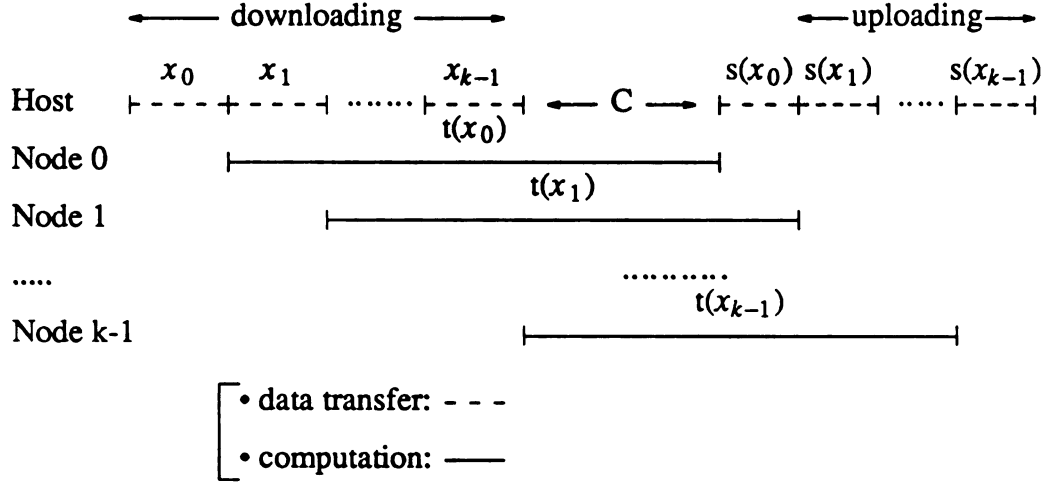 downloading uploading
x₀ x₁ xₖ₋₁ s(x₀) s(x₁) s(xₖ₋₁)
Host ........ C .....
t(x₀)
Node 0
t(x₁)
Node 1
..... ...........
t(xₖ₋₁)
Node k-1
• data transfer: - - -
• computation: ——